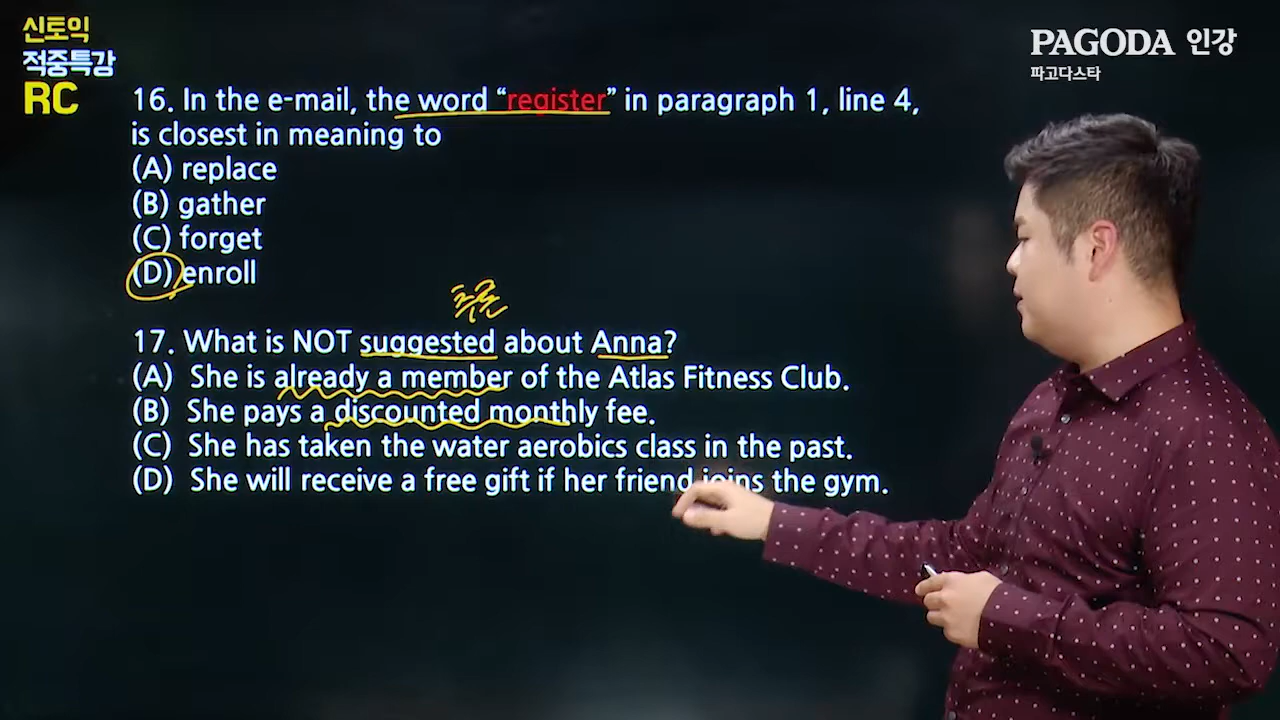 신토익
적중특강
RC
PAGODA 인강
파고다스타
16. In the e-mail, the word “register” in paragraph 1, line 4,
is closest in meaning to
(A) replace
(B) gather
(C) forget
(D) enroll
추론
17. What is NOT suggested about Anna?
(A) She is already a member of the Atlas Fitness Club.
(B) She pays a discounted monthly fee.
(C) She has taken the water aerobics class in the past.
(D) She will receive a free gift if her friend joins the gym.